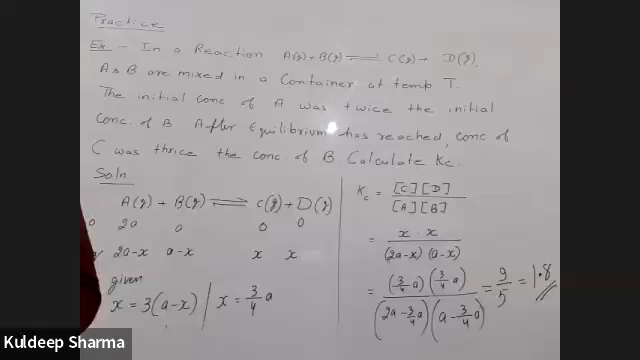 Practice
Ex - In a Reaction A(g) + B(g) ⇌ C(g) + D(g).
A & B are mixed in a Container at temp T.
The initial conc of A was twice the initial
Conc. of B After Equilibrium has reached, conc of
C was thrice the conc. of B. Calculate Kc.
Soln
A(g) + B(g) ⇌ C(g) + D(g)
0 2a a 0 0
2a-x a-x x x
given
x = 3(a-x) | x = 3/4 a
Kc = [C][D] / [A][B]
= x · x / (2a-x)(a-x)
= (3/4 a)(3/4 a) / (2a - 3/4 a)(a - 3/4 a) = 9/5 = 1.8
Kuldeep Sharma